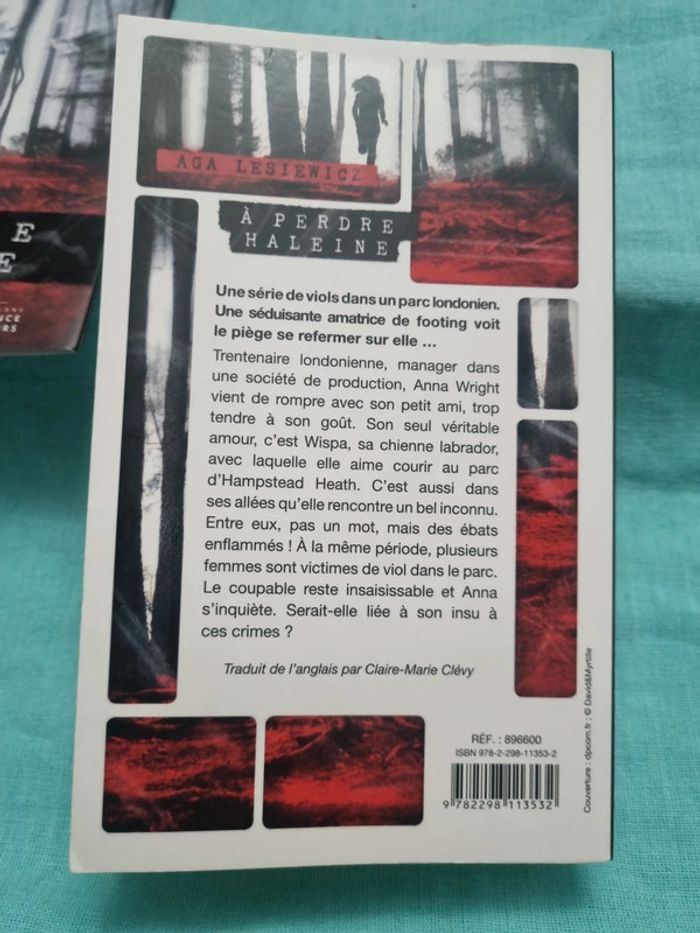 AGA LESIEWICZ
À PERDRE
HALEINE
Une série de viols dans un parc londonien.
Une séduisante amatrice de footing voit
le piège se refermer sur elle ...
Trentenaire londonienne, manager dans
une société de production, Anna Wright
vient de rompre avec son petit ami, trop
tendre à son goût. Son seul véritable
amour, c'est Wispa, sa chienne labrador,
avec laquelle elle aime courir au parc
d'Hampstead Heath. C'est aussi dans
ses allées qu'elle rencontre un bel inconnu.
Entre eux, pas un mot, mais des ébats
enflammés ! À la même période, plusieurs
femmes sont victimes de viol dans le parc.
Le coupable reste insaisissable et Anna
s'inquiète. Serait-elle liée à son insu à
ces crimes ?
Traduit de l'anglais par Claire-Marie Clévy
RÉF. : 896600
ISBN 978-2-298-11353-2
9 782298 113532
Couverture : dpcom.fr ; © David&Myrtille
E
E